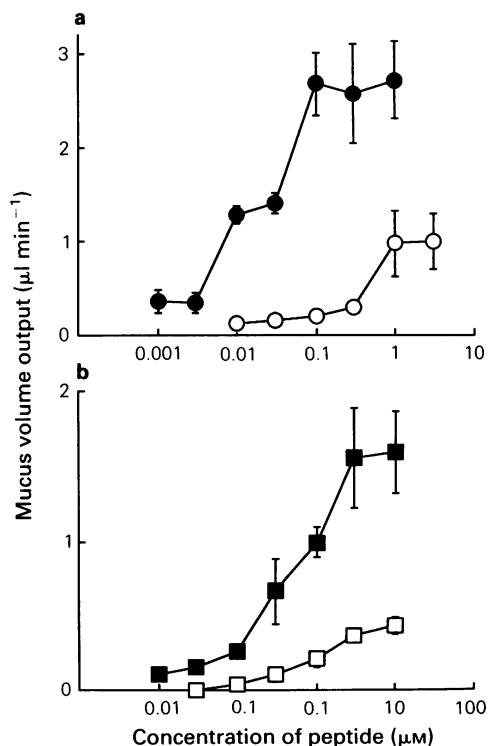 a
3
2
1
0
0.001 0.01 0.1 1 10
Mucus volume output (µl min⁻¹)
b
2
1
0
0.01 0.1 0.1 10 100
Concentration of peptide (µM)